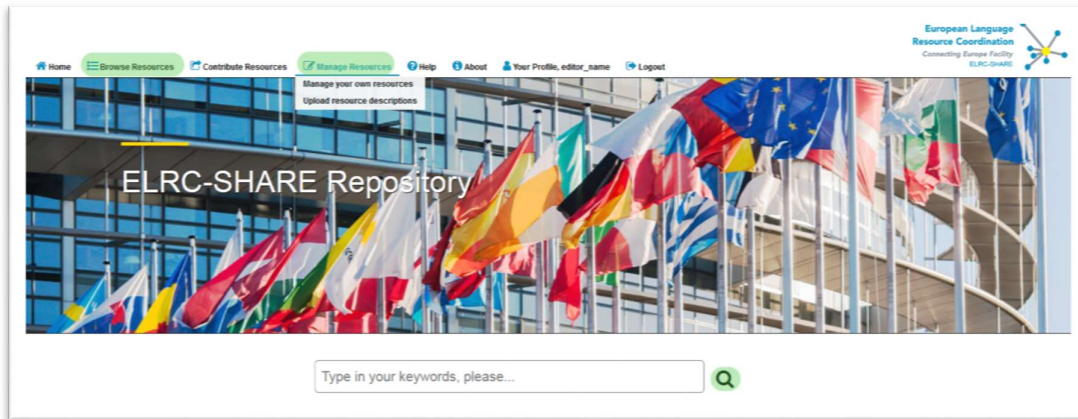 European Language
Resource Coordination
Connecting Europe Facility
ELRC-SHARE
Home Browse Resources Contribute Resources Manage Resources Help About Your Profile, editor_name Logout
Manage your own resources
Upload resource descriptions
ELRC-SHARE Repository
Type in your keywords, please...